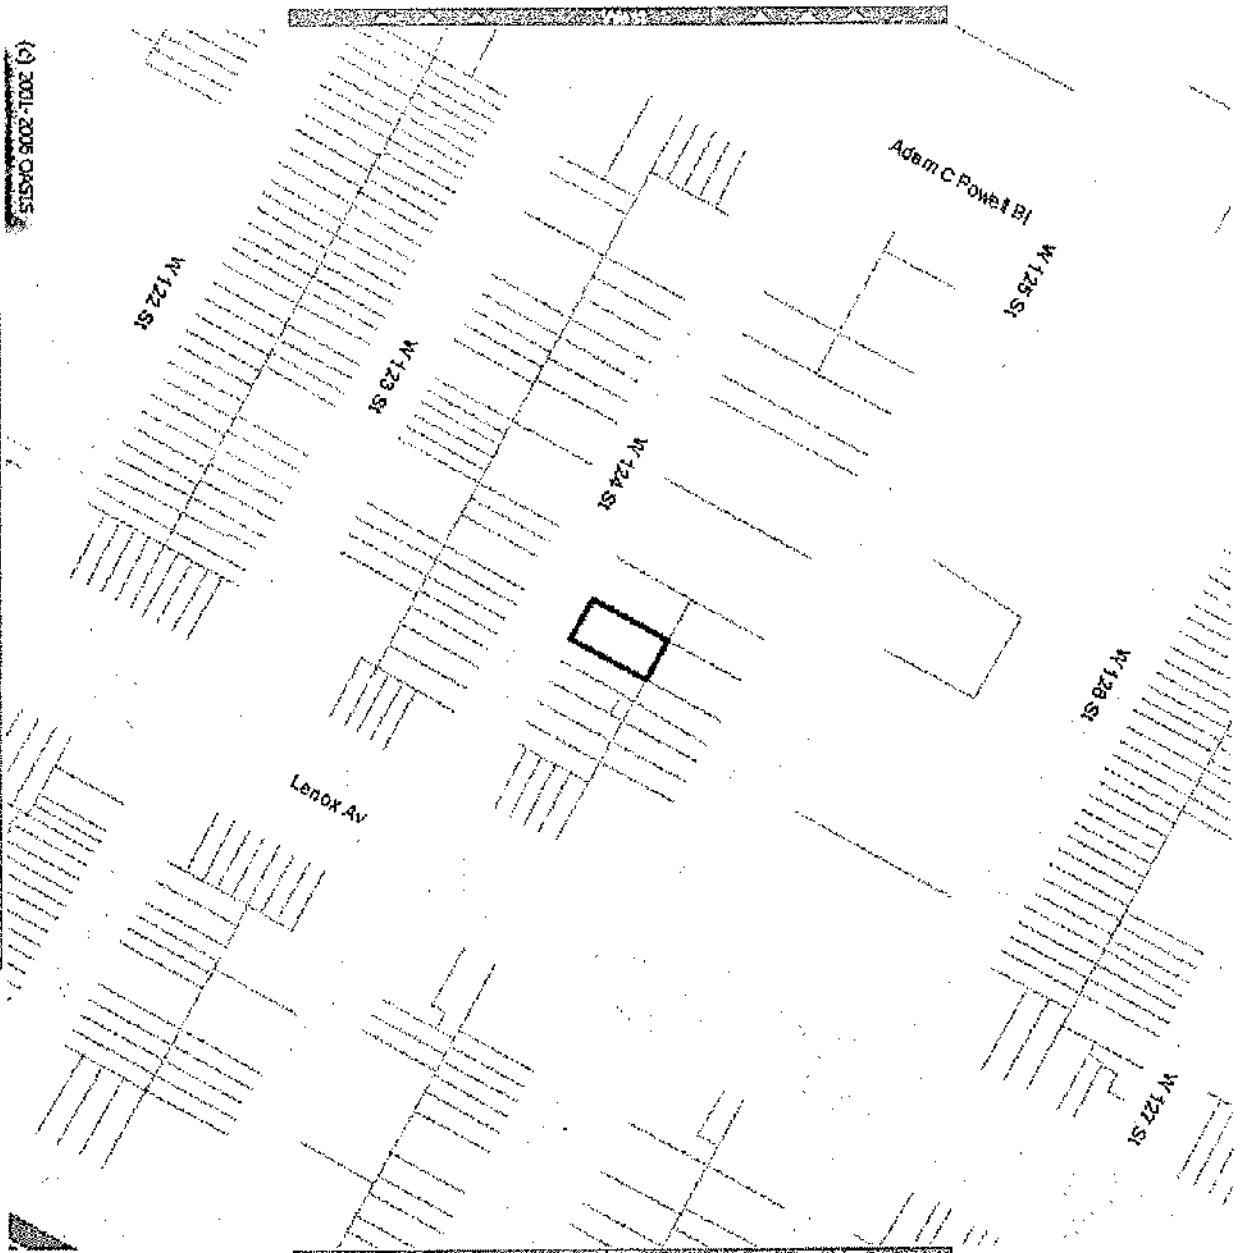 (c) 2001-2005 OASIS
Adam C Powell Bl
W 125 St
W 122 St
W 123 St
W 124 St
W 126 St
Lenox Av
W 127 St